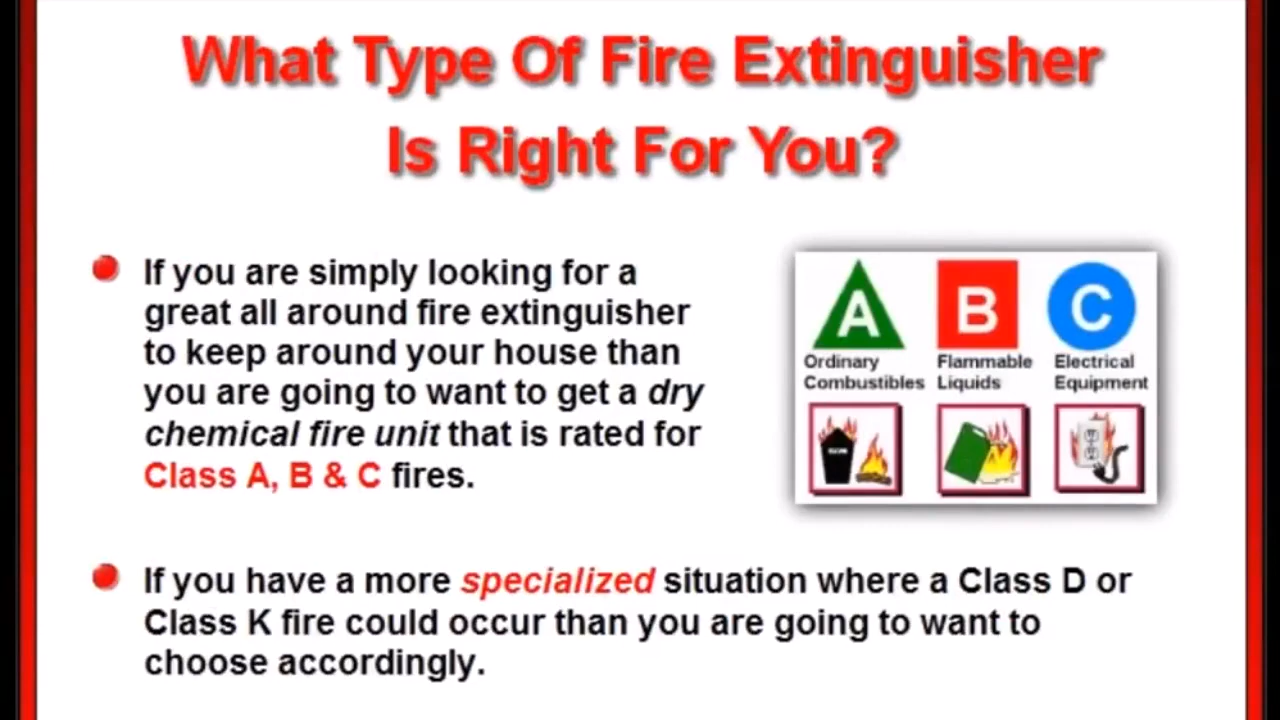 What Type Of Fire Extinguisher
Is Right For You?
If you are simply looking for a
great all around fire extinguisher
to keep around your house than
you are going to want to get a dry
chemical fire unit that is rated for
Class A, B & C fires.
A B C
Ordinary Combustibles
Flammable Liquids
Electrical Equipment
If you have a more specialized situation where a Class D or
Class K fire could occur than you are going to want to
choose accordingly.